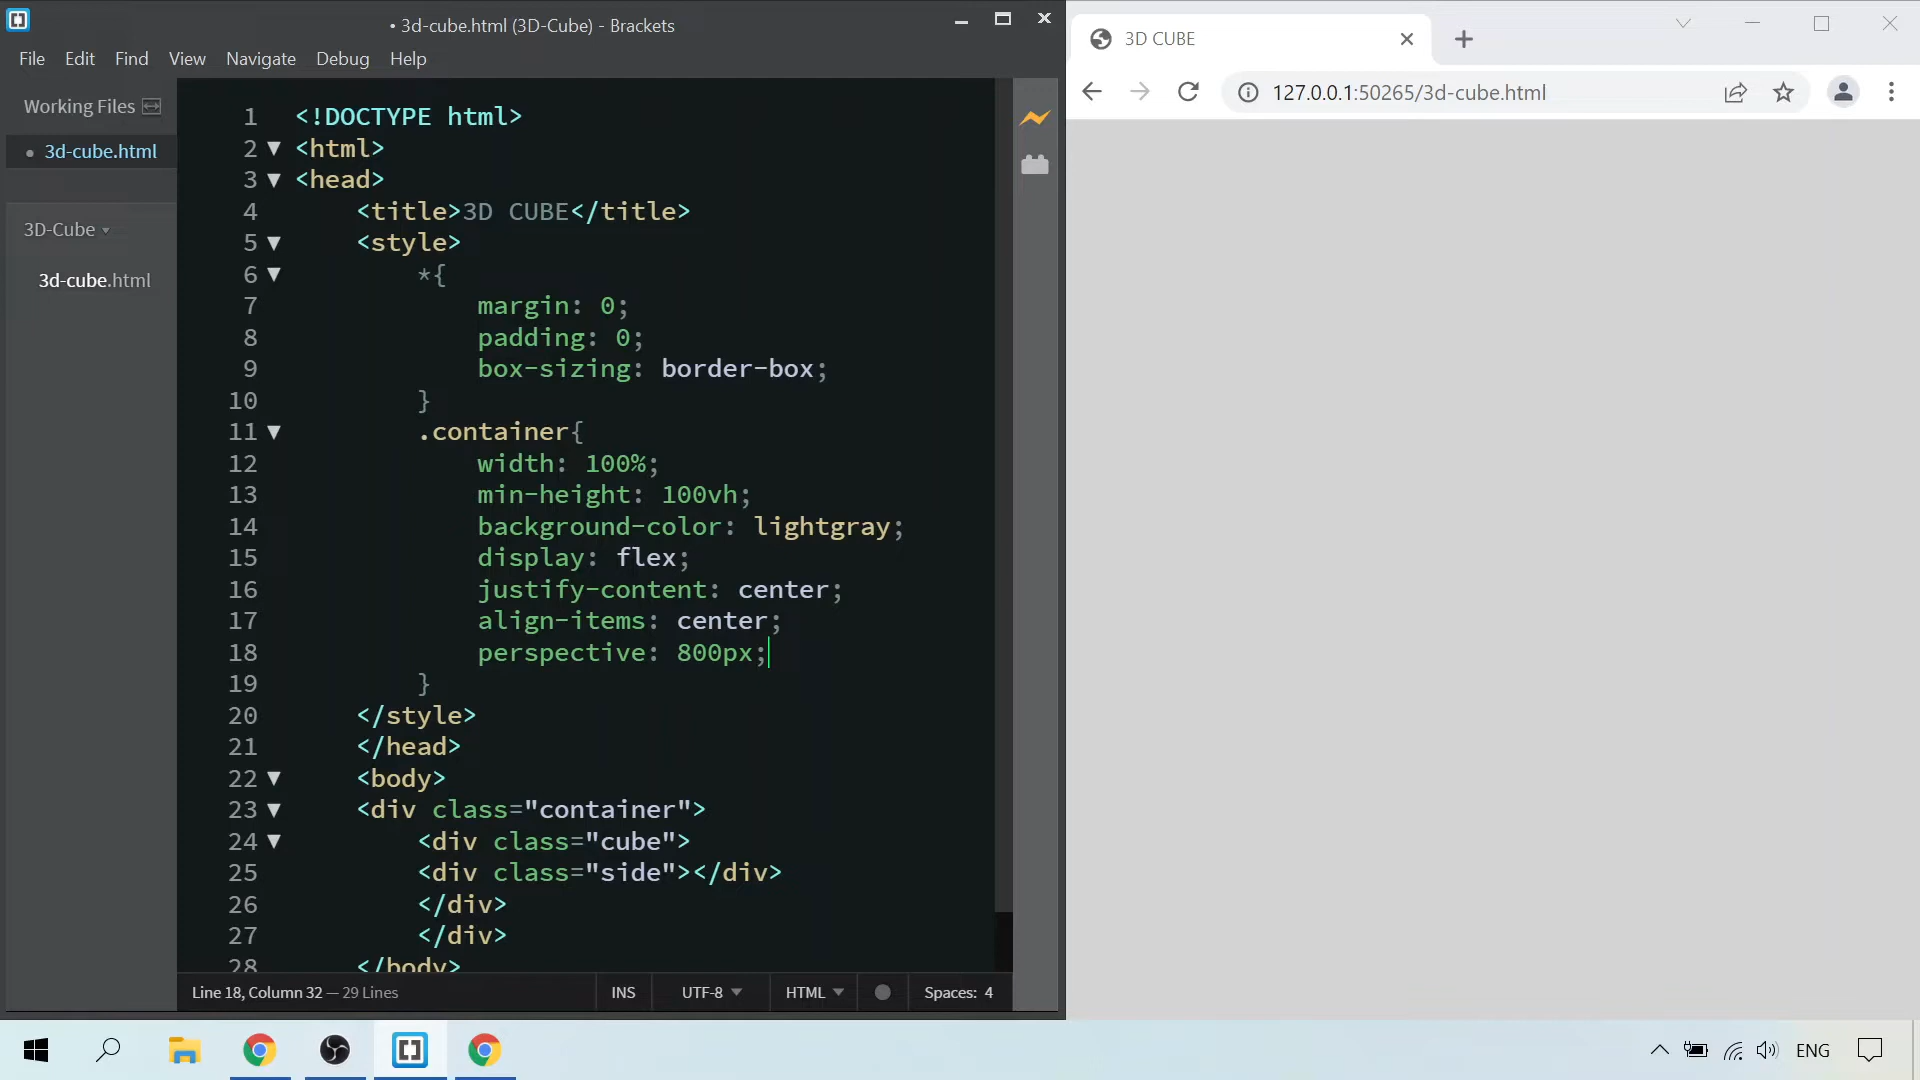 • 3d-cube.html (3D-Cube) - Brackets
File Edit Find View Navigate Debug Help
Working Files
• 3d-cube.html
3D-Cube
3d-cube.html
1 <!DOCTYPE html>
2 <html>
3 <head>
4 <title>3D CUBE</title>
5 <style>
6 *{
7 margin: 0;
8 padding: 0;
9 box-sizing: border-box;
10 }
11 .container{
12 width: 100%;
13 min-height: 100vh;
14 background-color: lightgray;
15 display: flex;
16 justify-content: center;
17 align-items: center;
18 perspective: 800px;
19 }
20 </style>
21 </head>
22 <body>
23 <div class="container">
24 <div class="cube">
25 <div class="side"></div>
26 </div>
27 </div>
28 </body>
Line 18, Column 32 — 29 Lines
INS UTF-8 HTML Spaces: 4
3D CUBE
127.0.0.1:50265/3d-cube.html
ENG